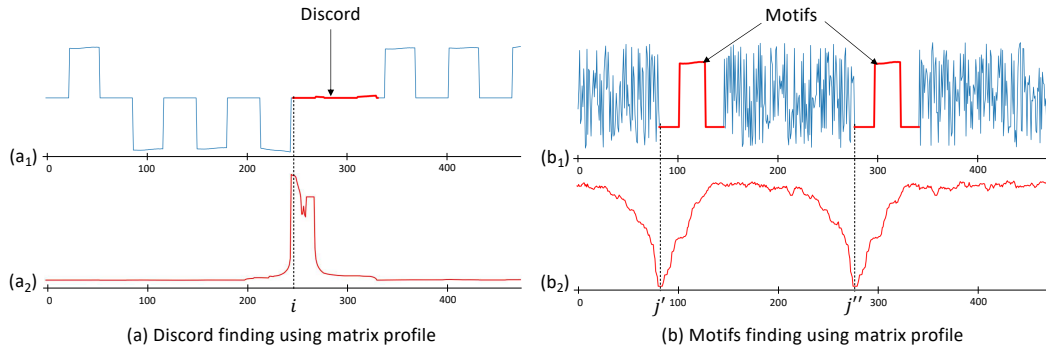 Discord
Motifs
(a1)
0 100 200 300 400
(b1)
0 100 200 300 400
(a2)
0 100 200 300 400
i
(b2)
0 100 200 300 400
j′ j′′
(a) Discord finding using matrix profile
(b) Motifs finding using matrix profile